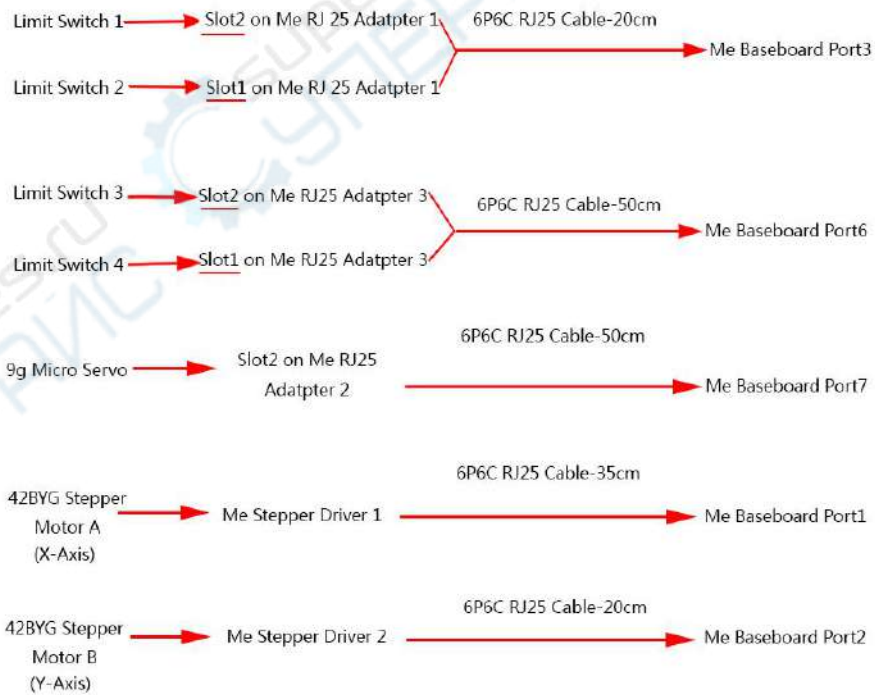 Limit Switch 1 Slot2 on Me RJ 25 Adatpter 1 6P6C RJ25 Cable-20cm Me Baseboard Port3
Limit Switch 2 Slot1 on Me RJ 25 Adatpter 1
Limit Switch 3 Slot2 on Me RJ25 Adatpter 3 6P6C RJ25 Cable-50cm
Me Baseboard Port6
Limit Switch 4 Slot1 on Me RJ25 Adatpter 3
6P6C RJ25 Cable-50cm
9g Micro Servo Slot2 on Me RJ25
Adatpter 2 Me Baseboard Port7
6P6C RJ25 Cable-35cm
42BYG Stepper
Motor A
(X-Axis) Me Stepper Driver 1 Me Baseboard Port1
6P6C RJ25 Cable-20cm
42BYG Stepper
Motor B
(Y-Axis) Me Stepper Driver 2 Me Baseboard Port2